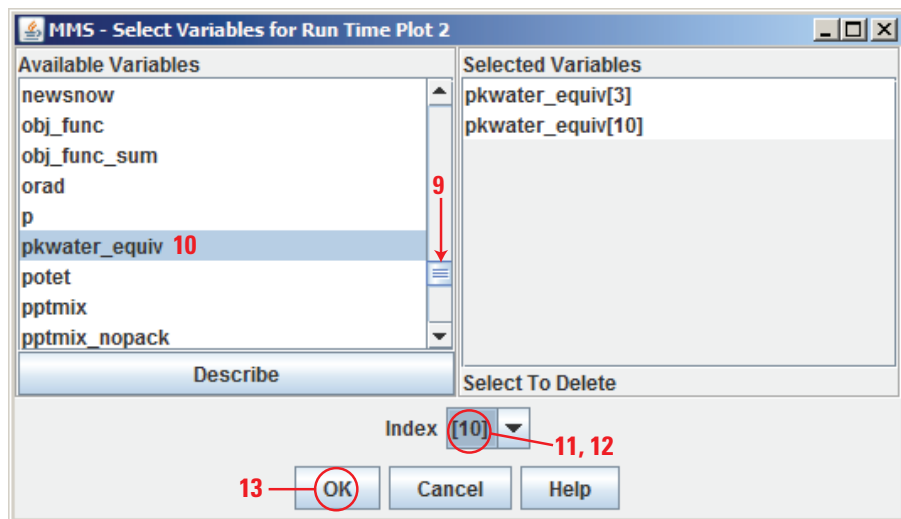 MMS - Select Variables for Run Time Plot 2
Available Variables
newsnow
obj_func
obj_func_sum
orad
9
p
pkwater_equiv 10
potet
pptmix
pptmix_nopack
Describe
Selected Variables
pkwater_equiv[3]
pkwater_equiv[10]
Select To Delete
Index [10]
11, 12
13 OK Cancel Help